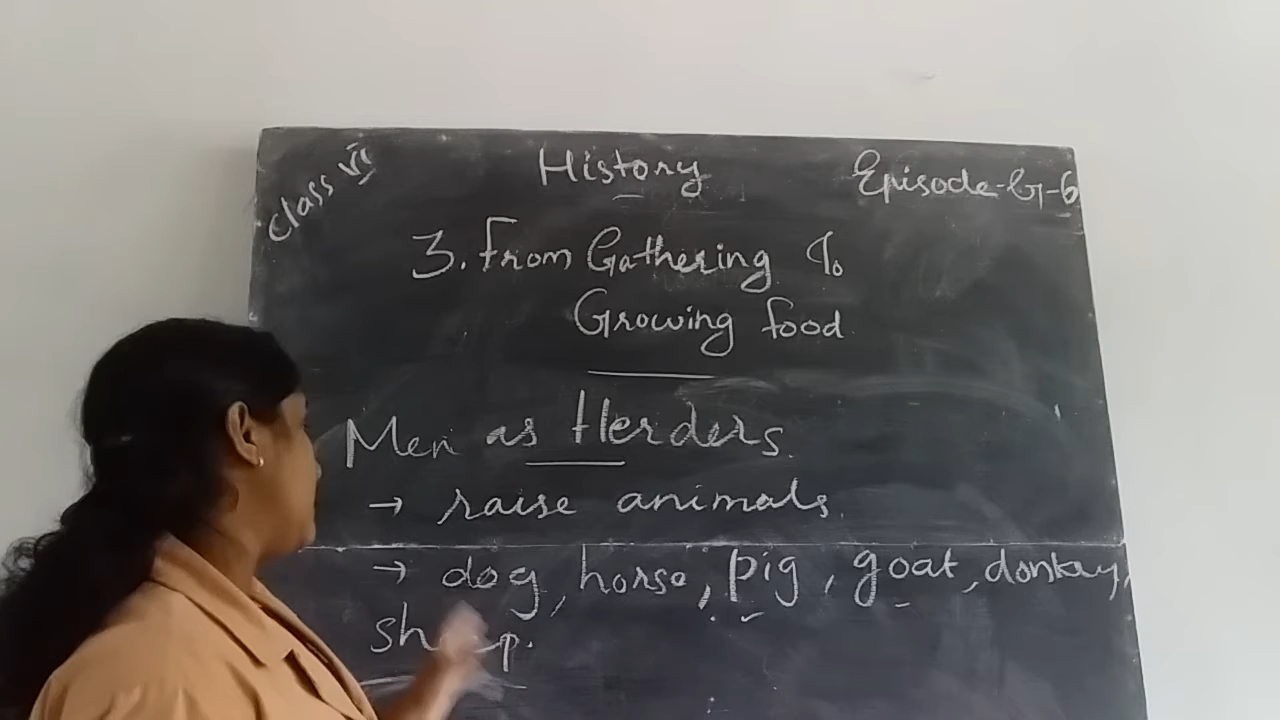 Class VI
History
Episode-G-6
3. From Gathering to
Growing food
Men as Herders.
→ raise animals.
→ dog, horse, pig, goat, donkey,